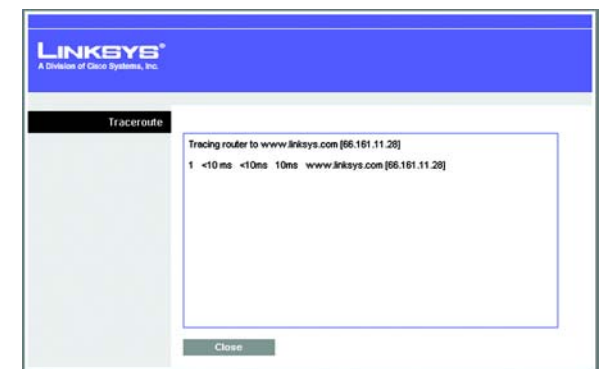 LINKSYS®
A Division of Cisco Systems, Inc.
Traceroute
Tracing router to www.linksys.com [66.161.11.28]
1 <10 ms <10ms 10ms www.linksys.com [66.161.11.28]
Close